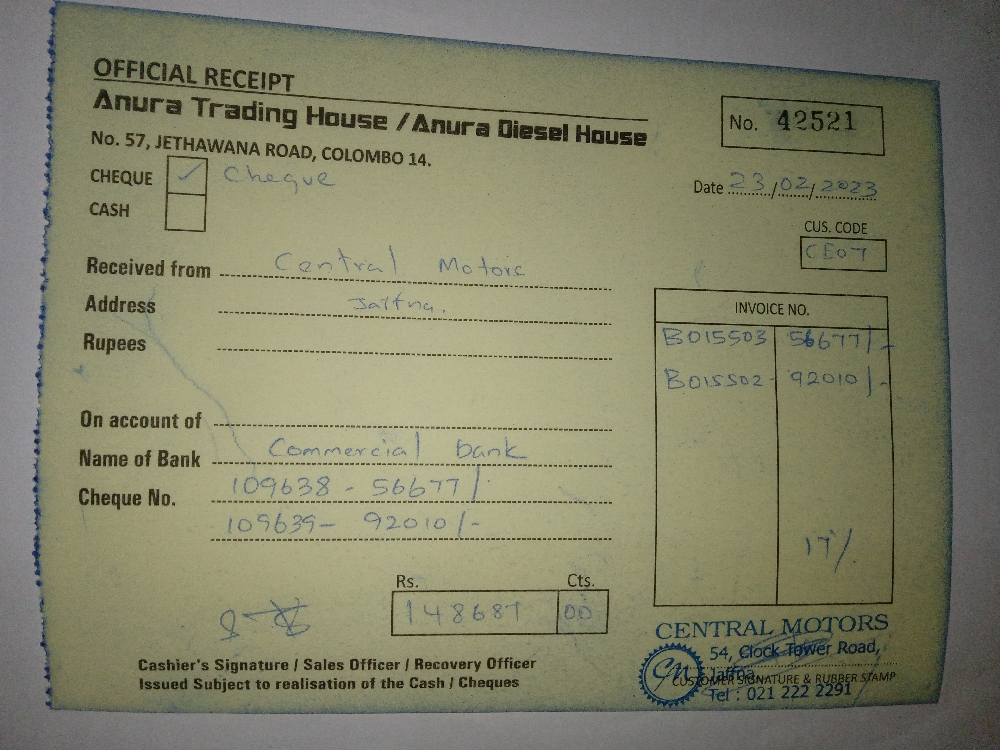 OFFICIAL RECEIPT
Anura Trading House / Anura Diesel House
No. 57, JETHAWANA ROAD, COLOMBO 14.
No. 42521
CHEQUE ✓ Cheque
Date 23/02/2023
CASH
CUS. CODE
CE07
Received from Central Motors
Address Jaffna.
Rupees
INVOICE NO.
B015503 56677/-
B015502 92010/-
17/.
On account of
Name of Bank Commercial bank
Cheque No. 109638 - 56677/.
109639- 92010/-
Rs. Cts.
148687 00
Cashier's Signature / Sales Officer / Recovery Officer
Issued Subject to realisation of the Cash / Cheques
CENTRAL MOTORS
54, Clock Tower Road,
Jaffna.
CUSTOMER SIGNATURE & RUBBER STAMP
Tel : 021 222 2291
CM